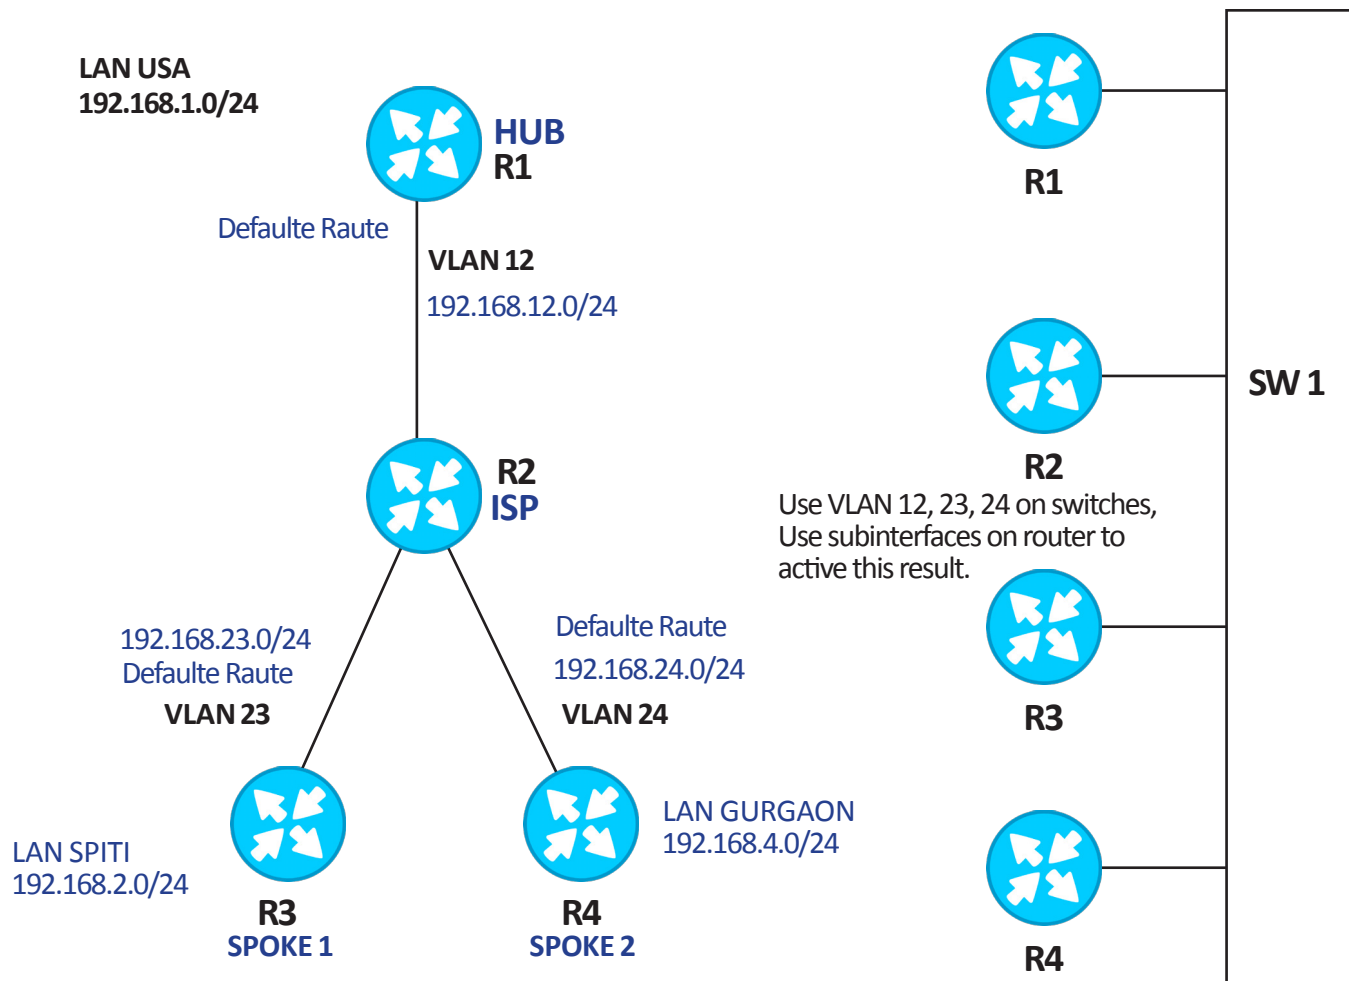 LAN USA
192.168.1.0/24
HUB
R1
Defaulte Raute
VLAN 12
192.168.12.0/24
R2
ISP
192.168.23.0/24
Defaulte Raute
VLAN 23
Defaulte Raute
192.168.24.0/24
VLAN 24
LAN SPITI
192.168.2.0/24
R3
SPOKE 1
LAN GURGAON
192.168.4.0/24
R4
SPOKE 2
R1
R2
SW 1
Use VLAN 12, 23, 24 on switches,
Use subinterfaces on router to
active this result.
R3
R4